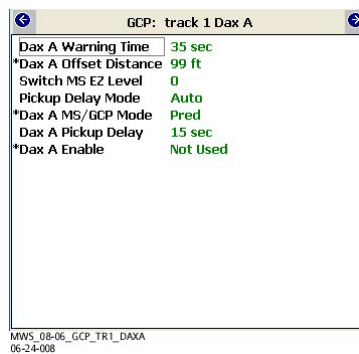 GCP: track 1 Dax A
Dax A Warning Time 35 sec
*Dax A Offset Distance 99 ft
Switch MS EZ Level 0
Pickup Delay Mode Auto
*Dax A MS/GCP Mode Pred
Dax A Pickup Delay 15 sec
*Dax A Enable Not Used
MWS_08-06_GCP_TR1_DAXA
06-24-008